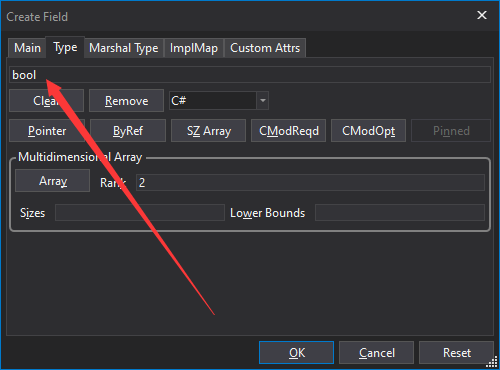 Create Field
Main Type Marshal Type ImplMap Custom Attrs
bool
Clear Remove C#
Pointer ByRef SZ Array CModReqd CModOpt Pinned
Multidimensional Array
Array Rank 2
Sizes Lower Bounds
OK Cancel Reset